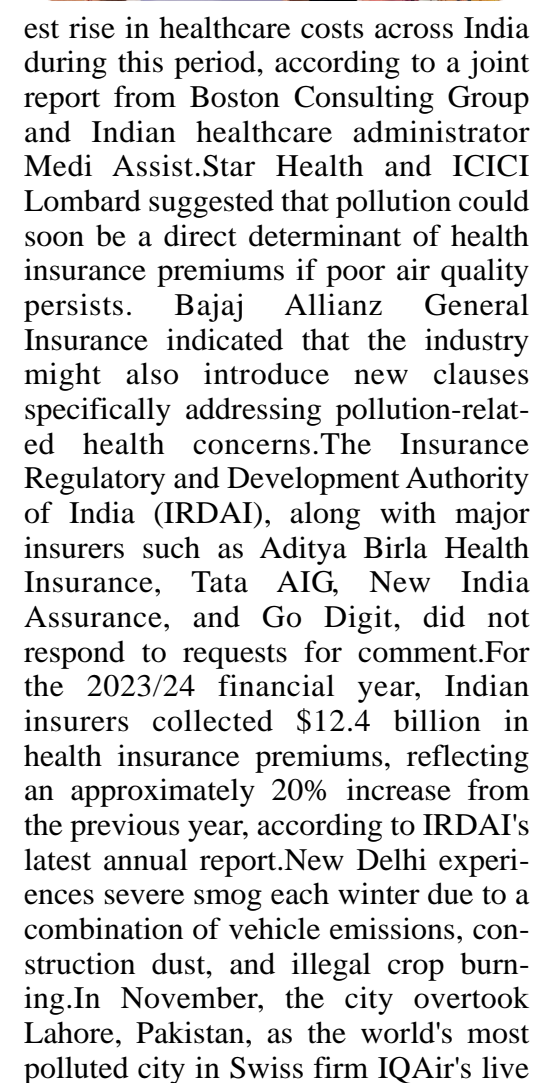 est rise in healthcare costs across India
during this period, according to a joint
report from Boston Consulting Group
and Indian healthcare administrator
Medi Assist.Star Health and ICICI
Lombard suggested that pollution could
soon be a direct determinant of health
insurance premiums if poor air quality
persists. Bajaj Allianz General
Insurance indicated that the industry
might also introduce new clauses
specifically addressing pollution-relat-
ed health concerns.The Insurance
Regulatory and Development Authority
of India (IRDAI), along with major
insurers such as Aditya Birla Health
Insurance, Tata AIG, New India
Assurance, and Go Digit, did not
respond to requests for comment.For
the 2023/24 financial year, Indian
insurers collected $12.4 billion in
health insurance premiums, reflecting
an approximately 20% increase from
the previous year, according to IRDAI's
latest annual report.New Delhi experi-
ences severe smog each winter due to a
combination of vehicle emissions, con-
struction dust, and illegal crop burn-
ing.In November, the city overtook
Lahore, Pakistan, as the world's most
polluted city in Swiss firm IQAir's live